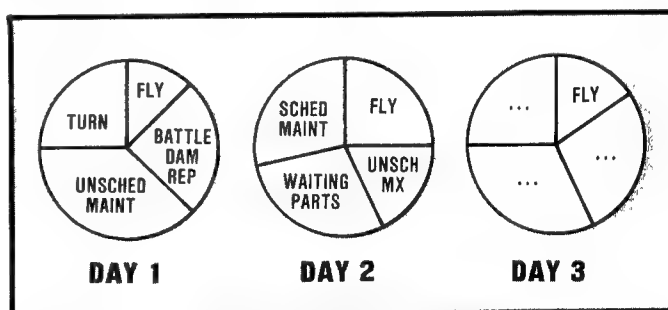 FLY
TURN
BATTLE
DAM
REP
UNSCHED
MAINT
DAY 1
SCHED
MAINT
FLY
WAITING
PARTS
UNSCH
MX
DAY 2
...
FLY
...
...
DAY 3